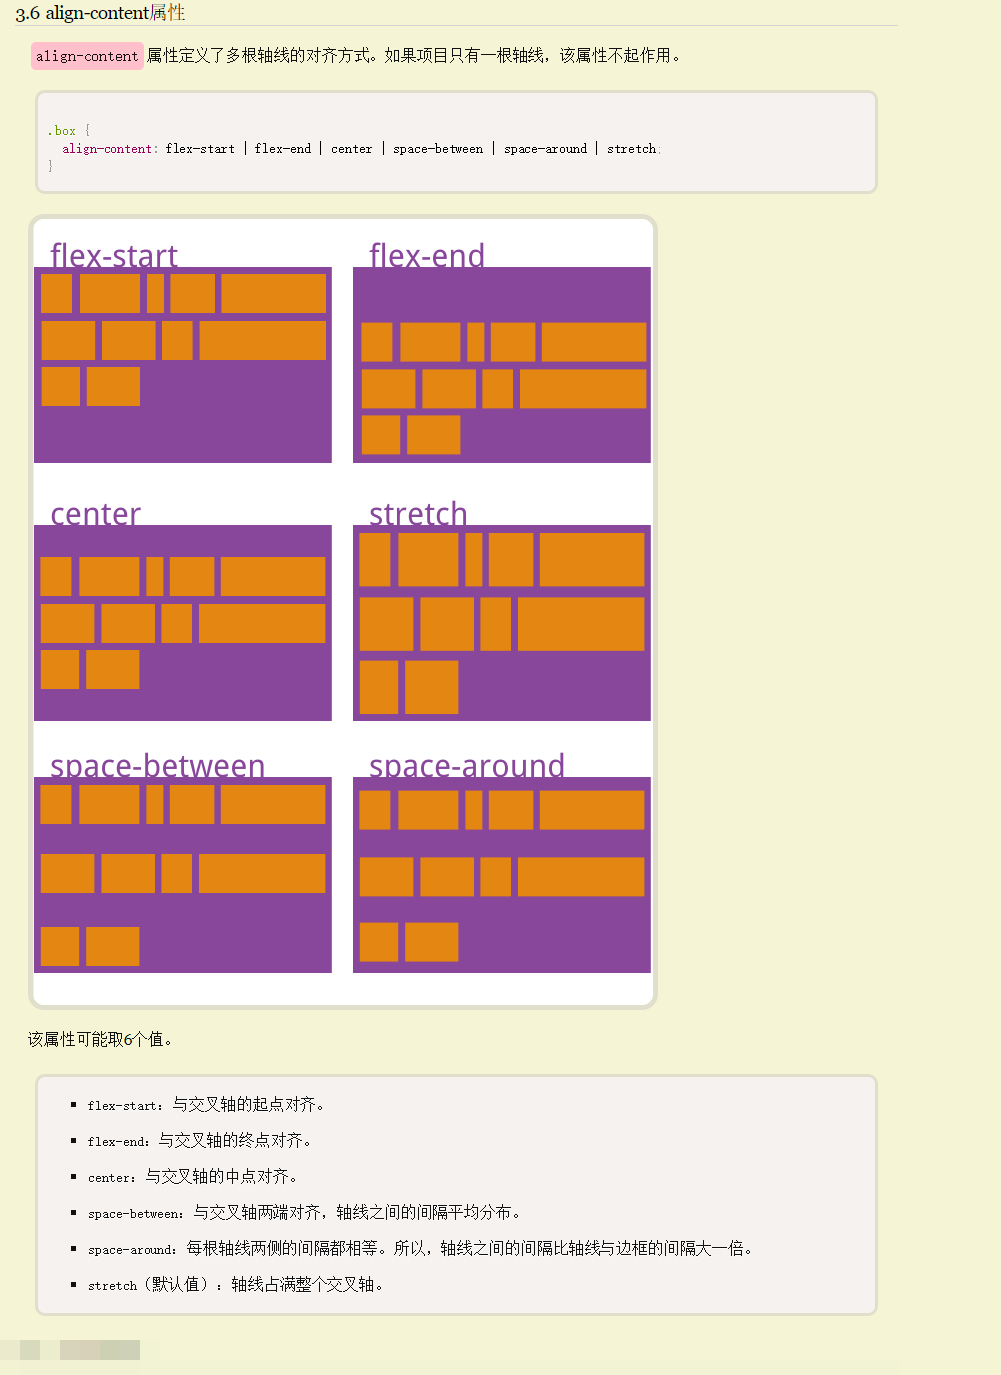 3.6 align-content属性
align-content 属性定义了多根轴线的对齐方式。如果项目只有一根轴线，该属性不起作用。
.box {
  align-content: flex-start | flex-end | center | space-between | space-around | stretch;
}
flex-start
flex-end
center
stretch
space-between
space-around
该属性可能取6个值。
▪ flex-start：与交叉轴的起点对齐。
▪ flex-end：与交叉轴的终点对齐。
▪ center：与交叉轴的中点对齐。
▪ space-between：与交叉轴两端对齐，轴线之间的间隔平均分布。
▪ space-around：每根轴线两侧的间隔都相等。所以，轴线之间的间隔比轴线与边框的间隔大一倍。
▪ stretch（默认值）：轴线占满整个交叉轴。